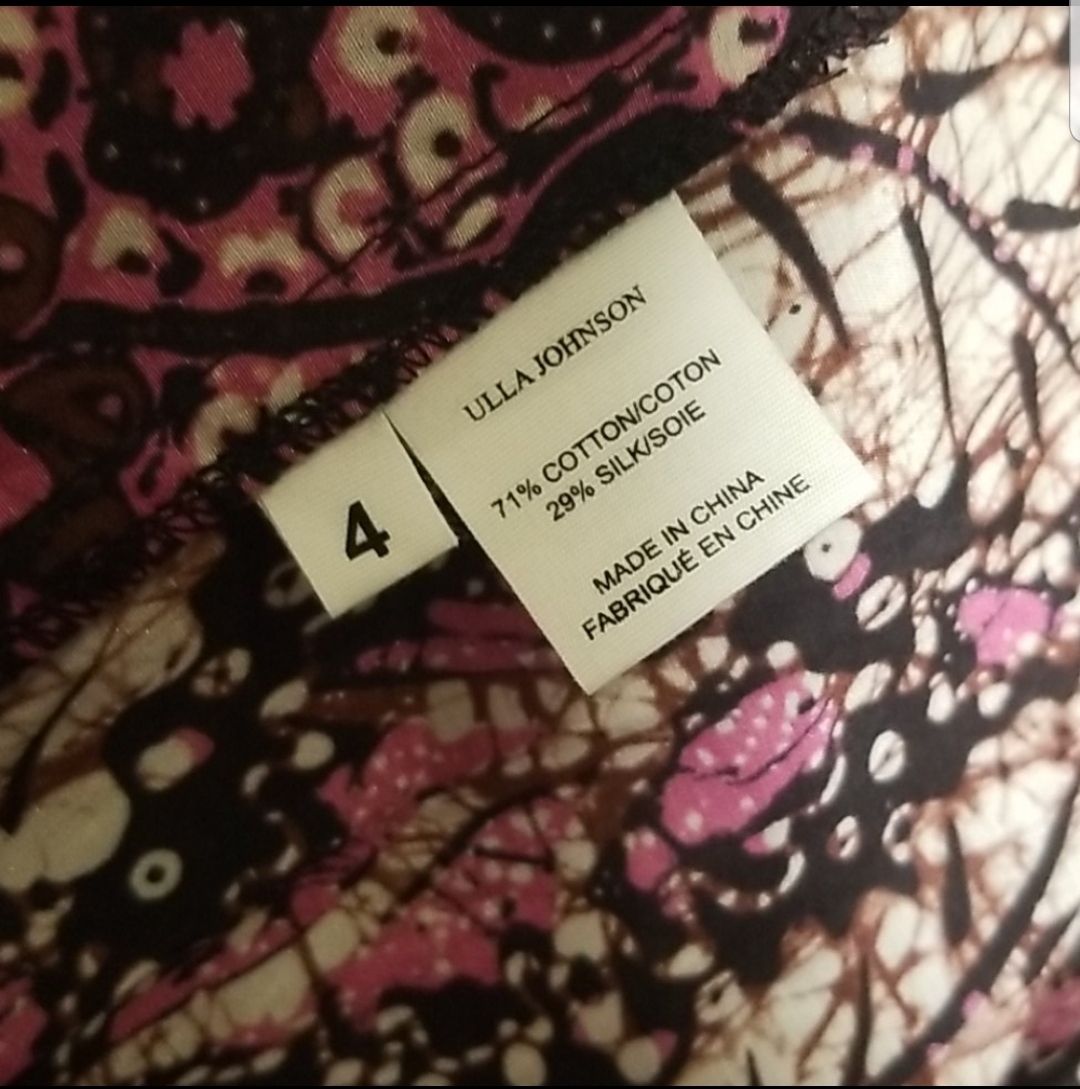 ULLA JOHNSON
71% COTTON/COTON
29% SILK/SOIE
MADE IN CHINA
FABRIQUÉ EN CHINE
4